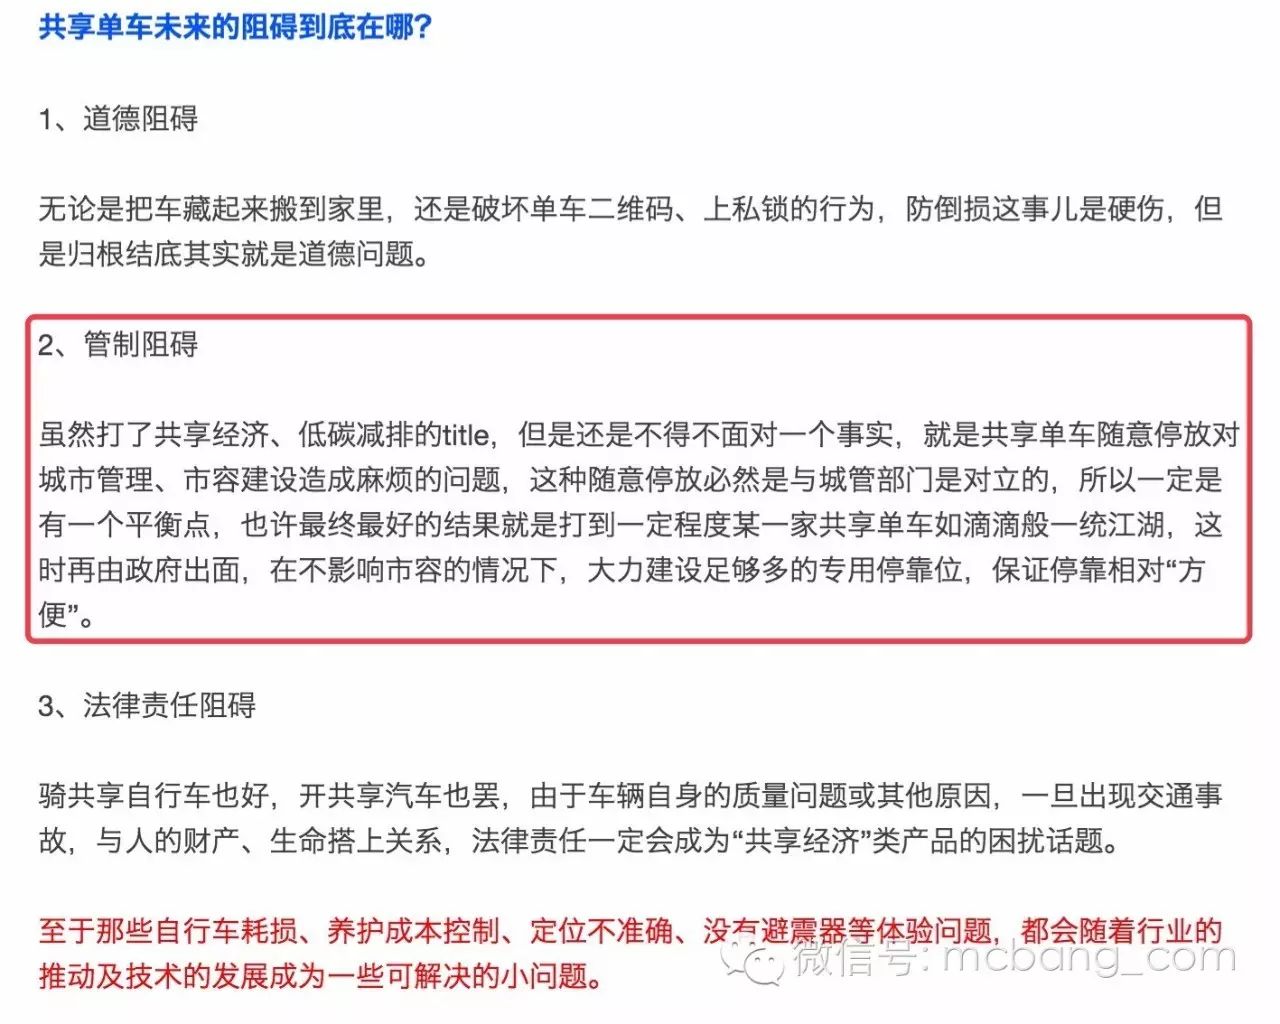 共享单车未来的阻碍到底在哪？
1、道德阻碍
无论是把车藏起来搬到家里，还是破坏单车二维码、上私锁的行为，防倒损这事儿是硬伤，但
是归根结底其实就是道德问题。
2、管制阻碍
虽然打了共享经济、低碳减排的title，但是还是不得不面对一个事实，就是共享单车随意停放对
城市管理、市容建设造成麻烦的问题，这种随意停放必然是与城管部门是对立的，所以一定是
有一个平衡点，也许最终最好的结果就是打到一定程度某一家共享单车如滴滴般一统江湖，这
时再由政府出面，在不影响市容的情况下，大力建设足够多的专用停靠位，保证停靠相对“方
便”。
3、法律责任阻碍
骑共享自行车也好，开共享汽车也罢，由于车辆自身的质量问题或其他原因，一旦出现交通事
故，与人的财产、生命搭上关系，法律责任一定会成为“共享经济”类产品的困扰话题。
至于那些自行车耗损、养护成本控制、定位不准确、没有避震器等体验问题，都会随着行业的
推动及技术的发展成为一些可解决的小问题。
微信号: mcbang_com